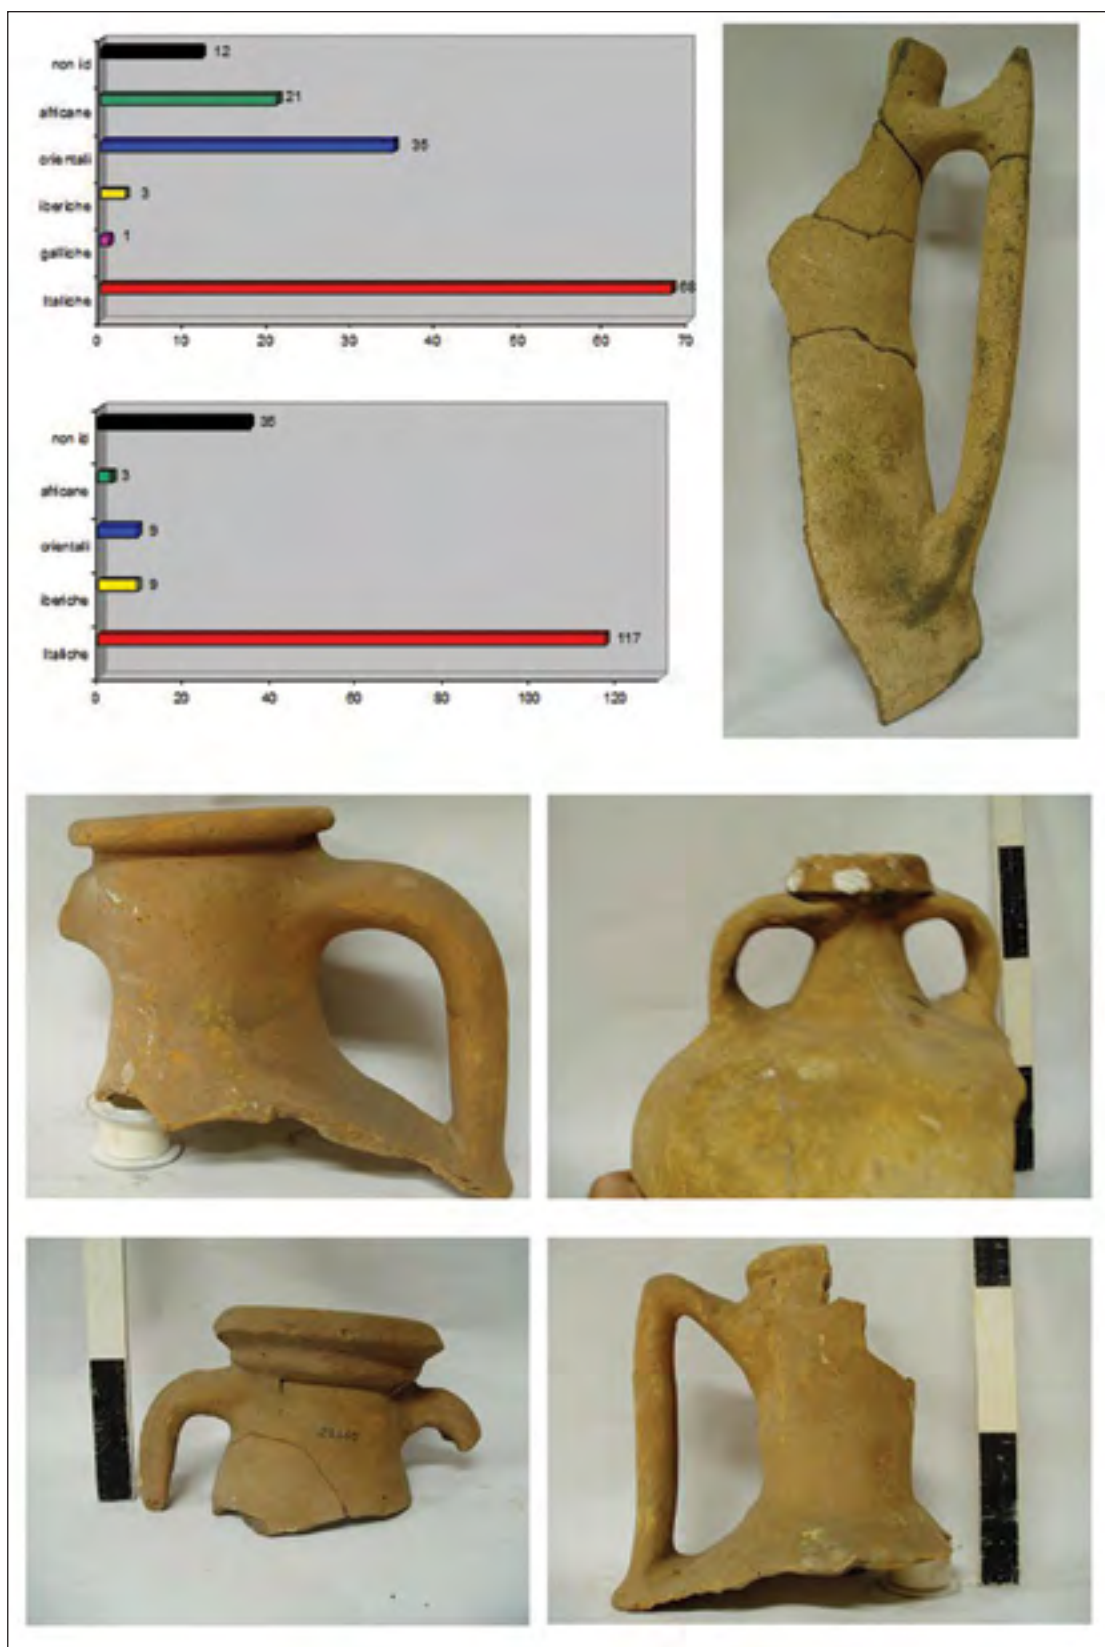 non id 12
africane 21
orientali 35
iberiche 3
galliche 1
Italiche 68
0 10 20 30 40 50 60 70
non id 35
africane 3
orientali 9
iberiche 9
Italiche 117
0 20 40 60 80 100 120